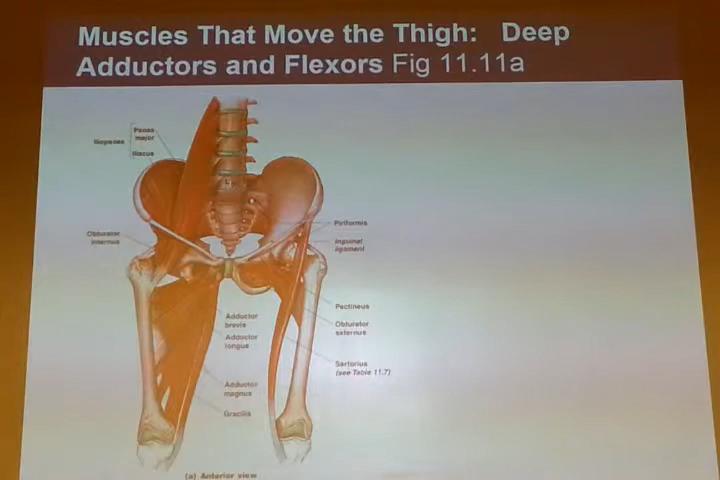 Muscles That Move the Thigh: Deep
Adductors and Flexors Fig 11.11a
Iliopsoas
Psoas
major
Iliacus
Obturator
internus
Piriformis
Inguinal
ligament
Pectineus
Obturator
externus
Sartorius
(see Table 11.7)
Adductor
brevis
Adductor
longus
Adductor
magnus
Gracilis
(a) Anterior view